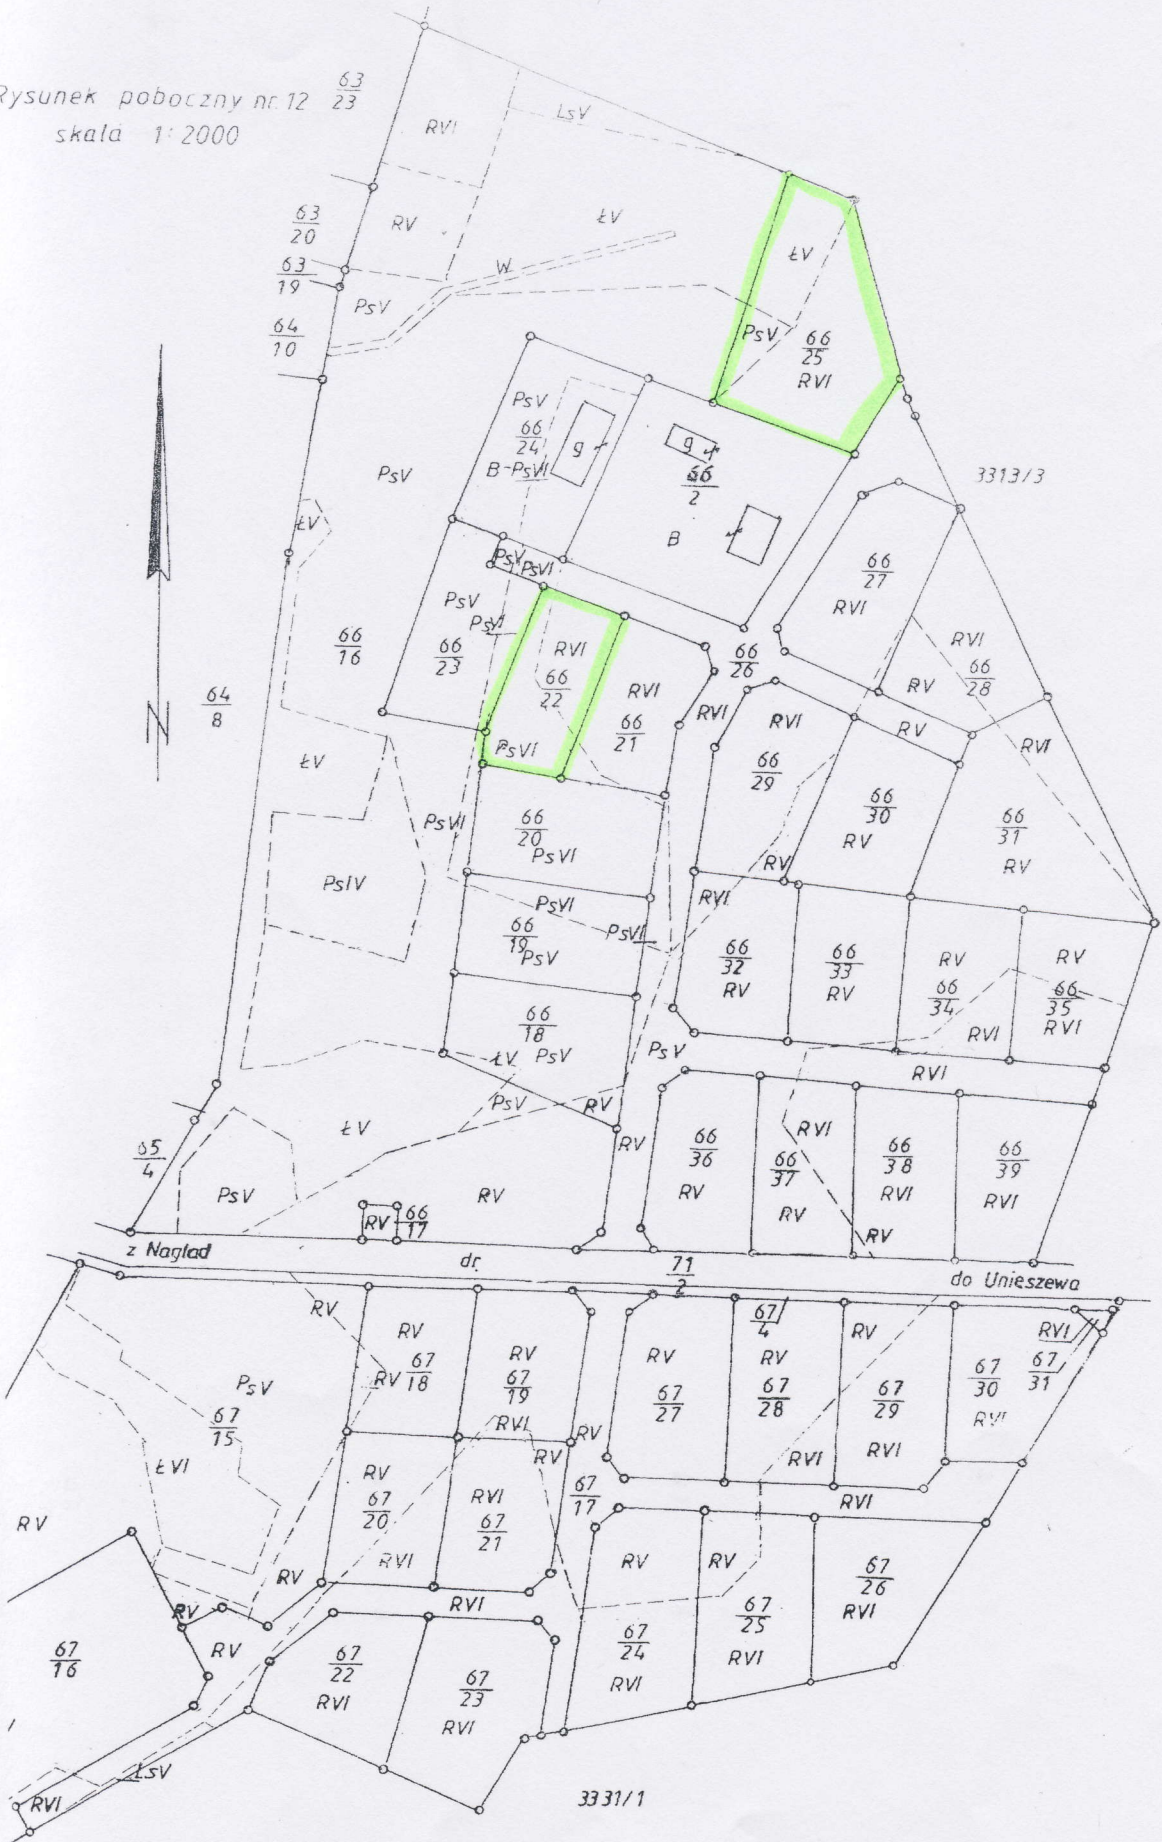 Rysunek poboczny nr 12
skala 1:2000
63
23
RVI
LsV
63
20
RV
ŁV
63
19
W
PsV
64
10
ŁV
PsV
66
25
RVI
PsV
66
24
B-PsVI
g
g
66
2
B
3313/3
PsV
ŁV
PsV
PsVI
66
27
RVI
PsV
PsVI
66
23
RVI
66
22
66
16
66
26
RVI
66
28
RV
64
8
N
RVI
66
21
RVI
RVI
RV
RVI
PsVI
ŁV
66
29
66
30
RV
66
31
RV
PsVI
66
20
PsVI
RV
PsIV
PsVI
66
19
PsV
PsVI
RVI
66
32
RV
66
33
RV
RV
66
34
RVI
RV
66
35
RVI
66
18
PsV
ŁV
PsV
RVI
PsV
RV
RV
ŁV
65
4
66
36
RV
RVI
66
37
RV
66
38
RVI
RV
66
39
RVI
PsV
RV
RV
66
17
z Naglad
dr.
71
2
do Unieszewa
RV
RV
67
18
RV
RV
67
19
RVI
RV
67
27
67
4
RV
67
28
RVI
RV
67
29
RVI
67
30
RVI
RVI
67
31
PsV
67
15
ŁVI
RV
RV
RV
67
20
RVI
RVI
67
21
RV
67
17
RVI
RV
RV
RV
RVI
RV
67
24
RVI
RV
67
25
RVI
67
26
RVI
67
16
67
22
RVI
67
23
RVI
LsV
RVI
3331/1